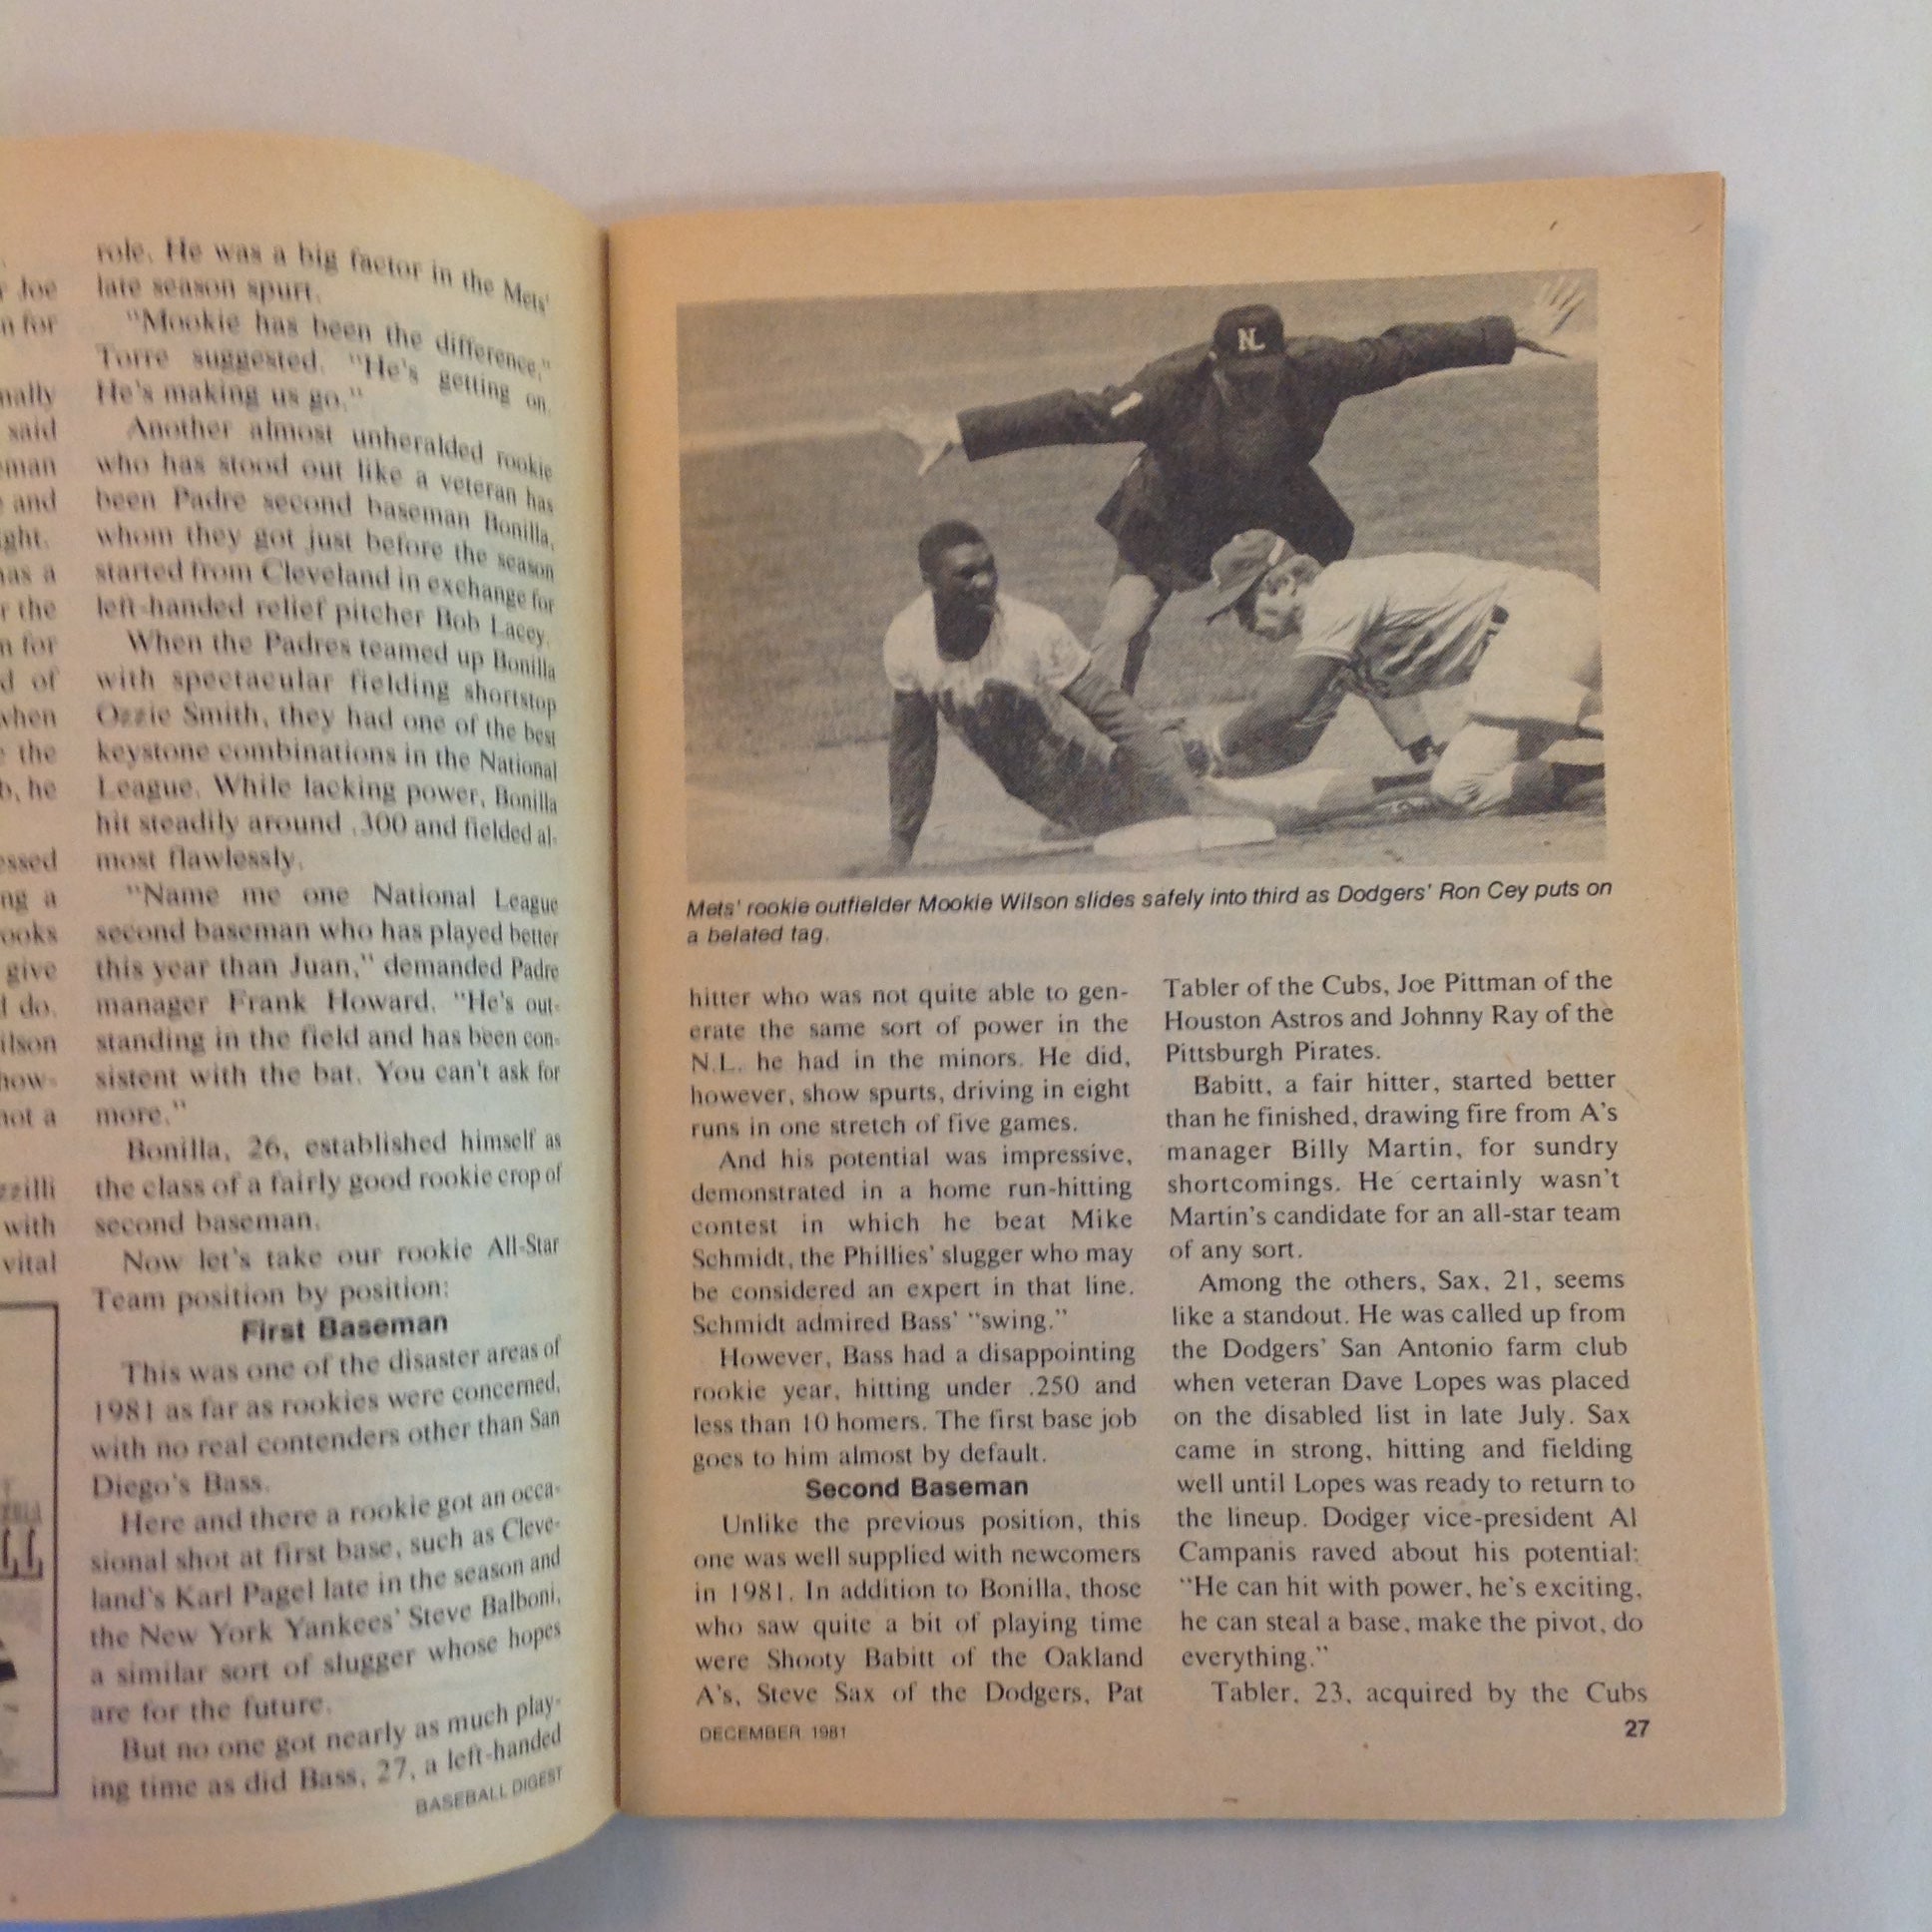 r Joe
n for
nally
said
eman
e and
ight.
has a
r the
n for
d of
when
e the
b, he
essed
ng a
ooks
give
d do.
ilson
how-
not a
zzilli
with
vital
role. He was a big factor in the Mets'
late season spurt.
"Mookie has been the difference,"
Torre suggested. "He's getting on.
He's making us go."
Another almost unheralded rookie
who has stood out like a veteran has
been Padre second baseman Bonilla,
whom they got just before the season
started from Cleveland in exchange for
left-handed relief pitcher Bob Lacey.
When the Padres teamed up Bonilla
with spectacular fielding shortstop
Ozzie Smith, they had one of the best
keystone combinations in the National
League. While lacking power, Bonilla
hit steadily around .300 and fielded al-
most flawlessly.
"Name me one National League
second baseman who has played better
this year than Juan," demanded Padre
manager Frank Howard. "He's out-
standing in the field and has been con-
sistent with the bat. You can't ask for
more."
Bonilla, 26, established himself as
the class of a fairly good rookie crop of
second baseman.
Now let's take our rookie All-Star
Team position by position:
First Baseman
This was one of the disaster areas of
1981 as far as rookies were concerned,
with no real contenders other than San
Diego's Bass.
Here and there a rookie got an occa-
sional shot at first base, such as Cleve-
land's Karl Pagel late in the season and
the New York Yankees' Steve Balboni,
a similar sort of slugger whose hopes
are for the future.
But no one got nearly as much play-
ing time as did Bass, 27, a left-handed
BASEBALL DIGEST
NL
Mets' rookie outfielder Mookie Wilson slides safely into third as Dodgers' Ron Cey puts on
a belated tag.
hitter who was not quite able to gen-
erate the same sort of power in the
N.L. he had in the minors. He did,
however, show spurts, driving in eight
runs in one stretch of five games.
And his potential was impressive,
demonstrated in a home run-hitting
contest in which he beat Mike
Schmidt, the Phillies' slugger who may
be considered an expert in that line.
Schmidt admired Bass' "swing."
However, Bass had a disappointing
rookie year, hitting under .250 and
less than 10 homers. The first base job
goes to him almost by default.
Second Baseman
Unlike the previous position, this
one was well supplied with newcomers
in 1981. In addition to Bonilla, those
who saw quite a bit of playing time
were Shooty Babitt of the Oakland
A's, Steve Sax of the Dodgers, Pat
Tabler of the Cubs, Joe Pittman of the
Houston Astros and Johnny Ray of the
Pittsburgh Pirates.
Babitt, a fair hitter, started better
than he finished, drawing fire from A's
manager Billy Martin, for sundry
shortcomings. He certainly wasn't
Martin's candidate for an all-star team
of any sort.
Among the others, Sax, 21, seems
like a standout. He was called up from
the Dodgers' San Antonio farm club
when veteran Dave Lopes was placed
on the disabled list in late July. Sax
came in strong, hitting and fielding
well until Lopes was ready to return to
the lineup. Dodger vice-president Al
Campanis raved about his potential:
"He can hit with power, he's exciting,
he can steal a base, make the pivot, do
everything."
Tabler, 23, acquired by the Cubs
DECEMBER 1981
27